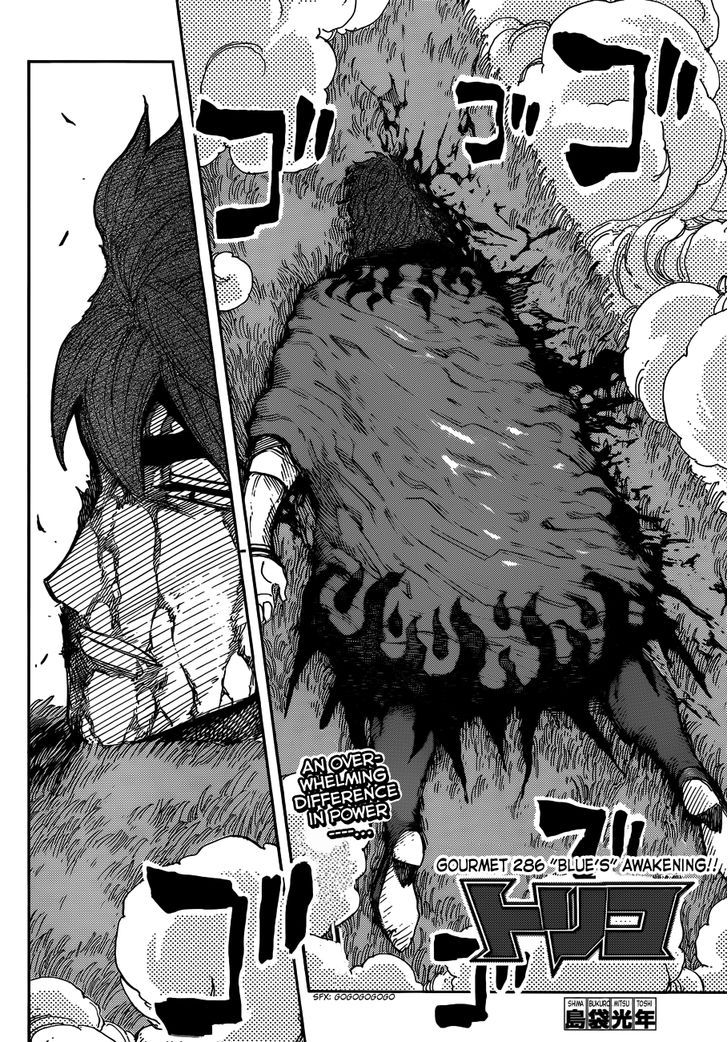 ゴ
ゴ
ゴ
AN OVER-
WHELMING
DIFFERENCE
IN POWER
----...
GOURMET 286 "BLUE'S" AWAKENING!!
トリコ
ゴ
ゴ
SFX: GOGOGOGOGO
SHIMA BUKURO MITSU TOSHI
島袋光年